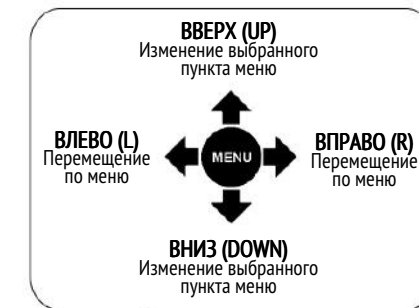 ВВЕРХ (UP)
Изменение выбранного
пункта меню
ВЛЕВО (L)
Перемещение
по меню
MENU
ВПРАВО (R)
Перемещение
по меню
ВНИЗ (DOWN)
Изменение выбранного
пункта меню